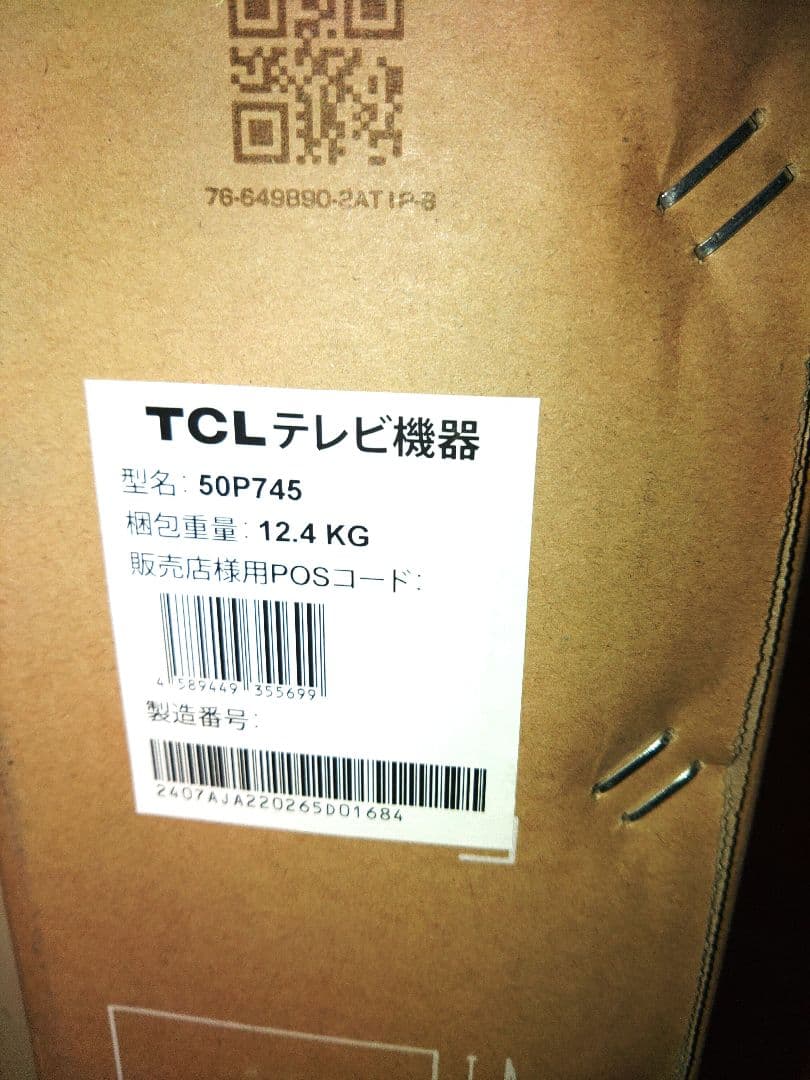 76-649890-2AT1P-8
TCLテレビ機器
型名: 50P745
梱包重量: 12.4 KG
販売店様用POSコード:
4 589449 355699
製造番号:
2407AJA220265D01684